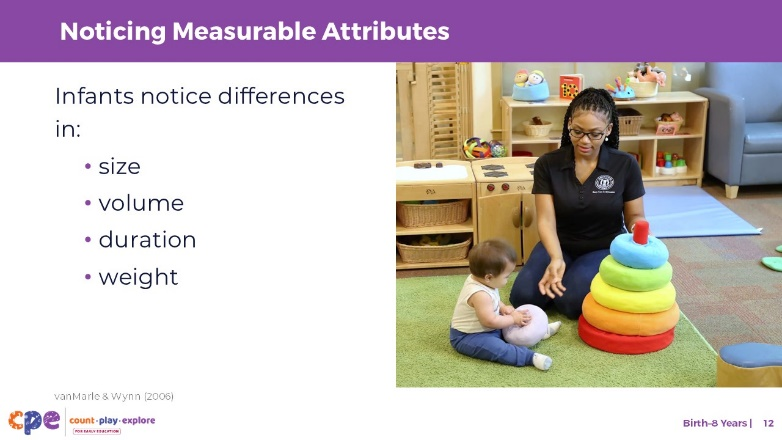 Noticing Measurable Attributes
Infants notice differences
in:
• size
• volume
• duration
• weight
vanMarle & Wynn (2006)
cpe
count•play•explore
FOR EARLY EDUCATION
Birth–8 Years | 12